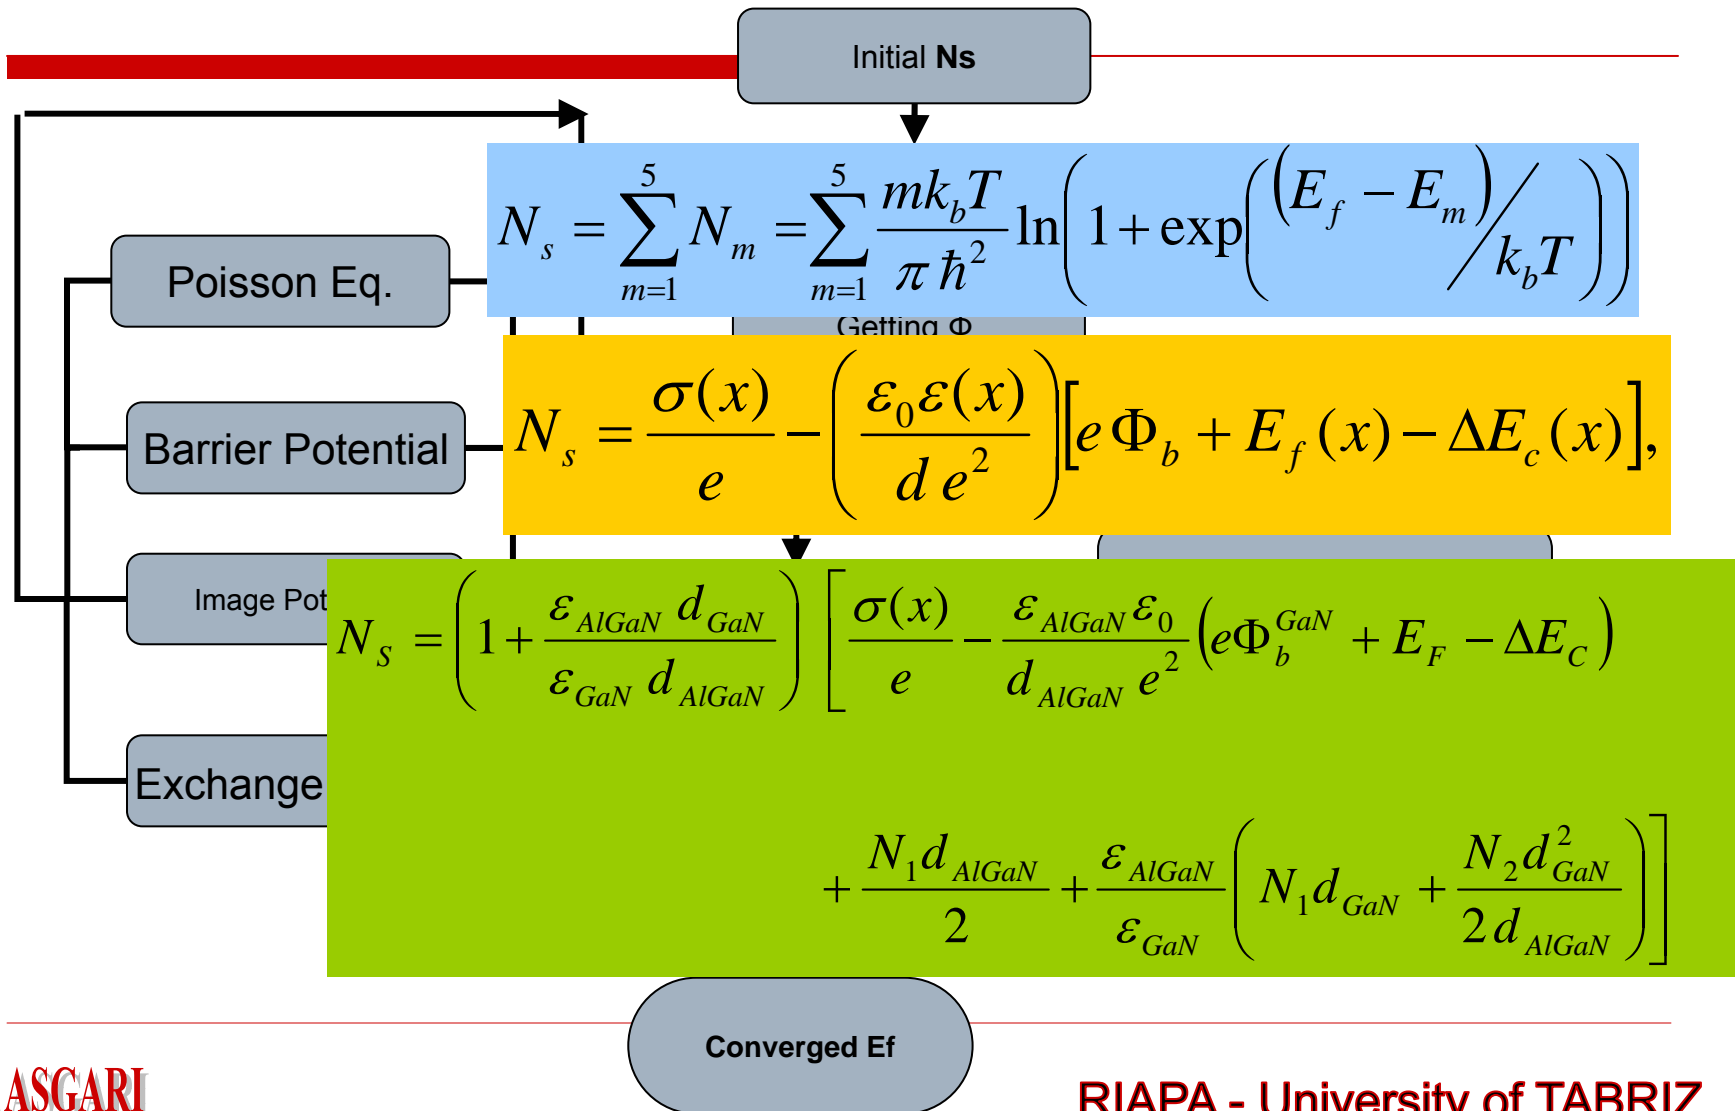 Initial Ns
N_s = \sum_{m=1}^{5} N_m = \sum_{m=1}^{5} \frac{mk_bT}{\pi \hbar^2} \ln\left(1 + \exp\left((E_f - E_m)/k_bT\right)\right)
Poisson Eq.
Getting Φ
N_s = \frac{\sigma(x)}{e} - \left(\frac{\varepsilon_0 \varepsilon(x)}{d e^2}\right)\left[e\Phi_b + E_f(x) - \Delta E_c(x)\right],
Barrier Potential
Image Pot
N_S = \left(1 + \frac{\varepsilon_{AlGaN} d_{GaN}}{\varepsilon_{GaN} d_{AlGaN}}\right) \left[\frac{\sigma(x)}{e} - \frac{\varepsilon_{AlGaN} \varepsilon_0}{d_{AlGaN} e^2}\left(e\Phi_b^{GaN} + E_F - \Delta E_C\right)\right.
Exchange
\left. + \frac{N_1 d_{AlGaN}}{2} + \frac{\varepsilon_{AlGaN}}{\varepsilon_{GaN}}\left(N_1 d_{GaN} + \frac{N_2 d_{GaN}^2}{2 d_{AlGaN}}\right)\right]
Converged Ef
ASGARI
RIAPA - University of TABRIZ